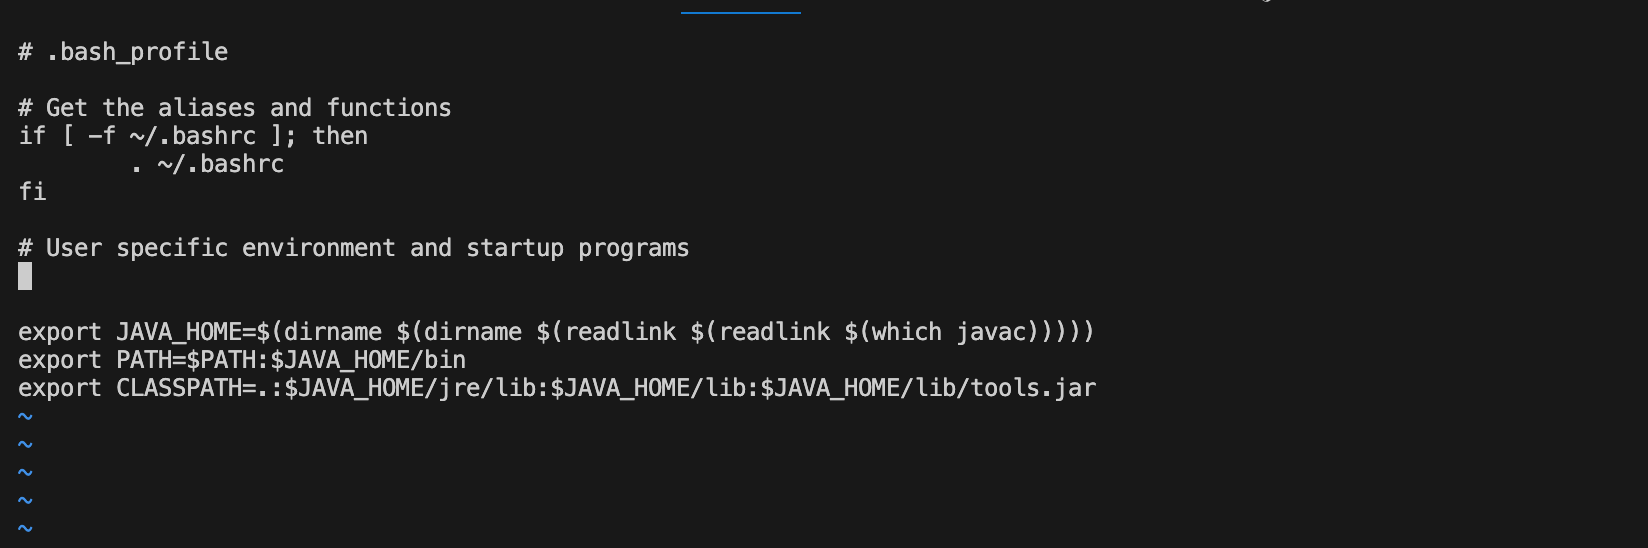 # .bash_profile
# Get the aliases and functions
if [ -f ~/.bashrc ]; then
        . ~/.bashrc
fi
# User specific environment and startup programs
export JAVA_HOME=$(dirname $(dirname $(readlink $(readlink $(which javac)))))
export PATH=$PATH:$JAVA_HOME/bin
export CLASSPATH=.:$JAVA_HOME/jre/lib:$JAVA_HOME/lib:$JAVA_HOME/lib/tools.jar
~
~
~
~
~